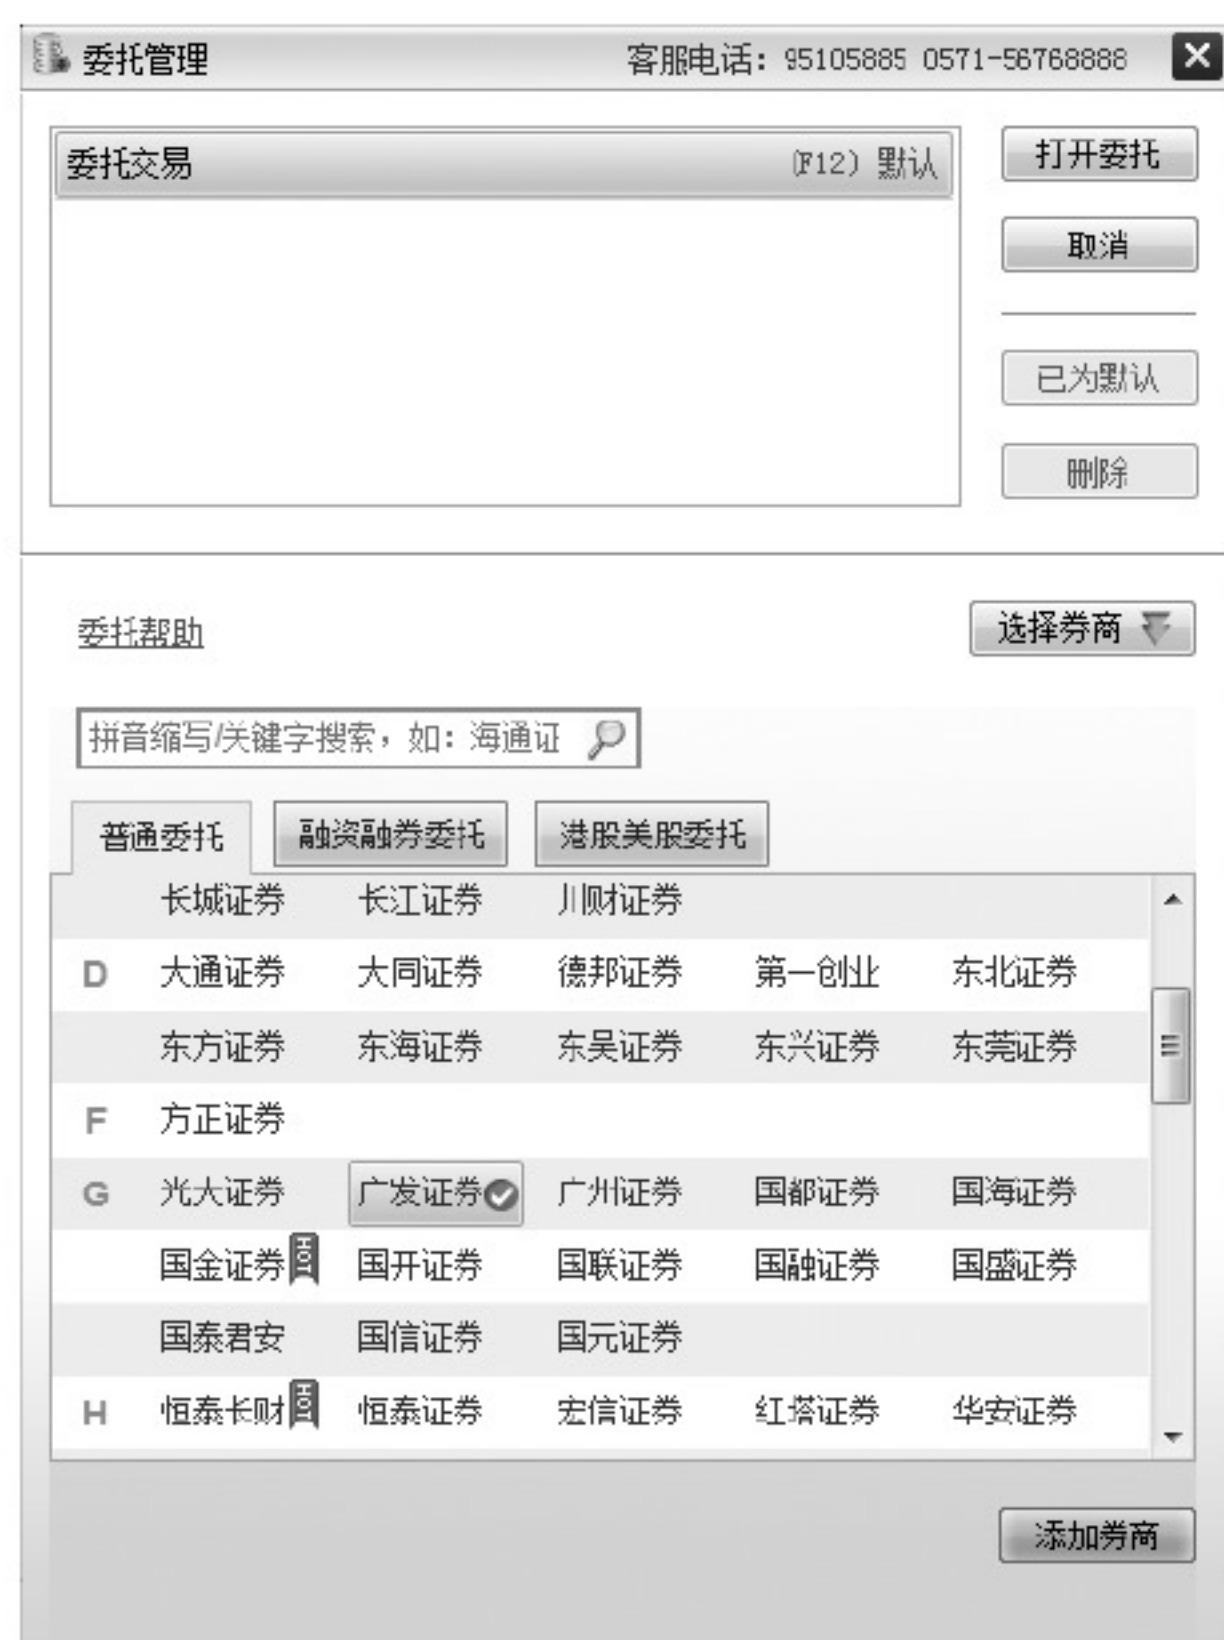 委托管理 客服电话：95105885 0571-56768888
委托交易 (F12) 默认
打开委托
取消
已为默认
删除
委托帮助 选择券商
拼音缩写/关键字搜索，如：海通证
普通委托 融资融券委托 港股美股委托
长城证券 长江证券 川财证券
D 大通证券 大同证券 德邦证券 第一创业 东北证券
东方证券 东海证券 东吴证券 东兴证券 东莞证券
F 方正证券
G 光大证券 广发证券 广州证券 国都证券 国海证券
国金证券 HOT 国开证券 国联证券 国融证券 国盛证券
国泰君安 国信证券 国元证券
H 恒泰长财 HOT 恒泰证券 宏信证券 红塔证券 华安证券
添加券商